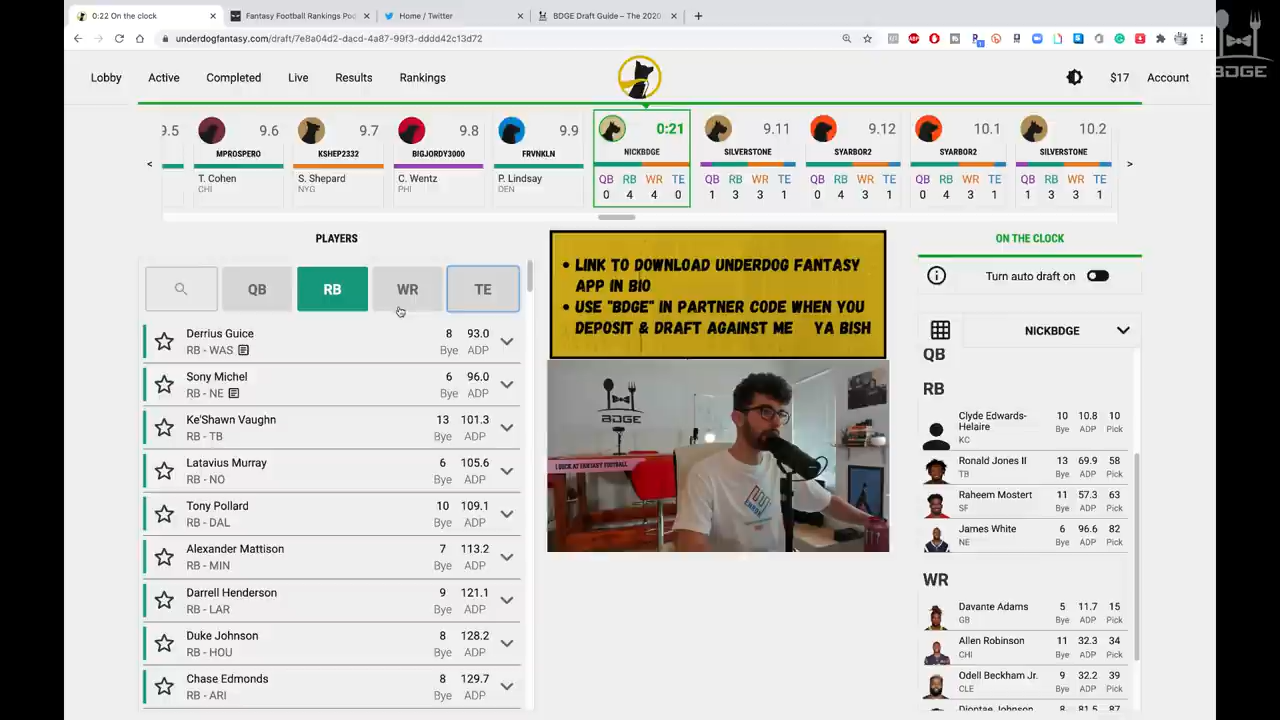 0:22 On the clock
Fantasy Football Rankings Pod
Home / Twitter
BDGE Draft Guide – The 2020
underdogfantasy.com/draft/7e8a04d2-dacd-4a87-99f3-dddd42c13d72
BDGE
Lobby Active Completed Live Results Rankings $17 Account
9.5 9.6 9.7 9.8 9.9 0:21 9.11 9.12 10.1 10.2
MPROSPERO KSHEP2332 BIGJORDY3000 FRVNKLN NICKBDGE SILVERSTONE SYARBOR2 SYARBOR2 SILVERSTONE
T. Cohen S. Shepard C. Wentz P. Lindsay QB RB WR TE QB RB WR TE QB RB WR TE QB RB WR TE QB RB WR TE
CHI NYG PHI DEN 0 4 4 0 1 3 3 1 0 4 3 1 0 4 3 1 1 3 3 1
PLAYERS
QB RB WR TE
Derrius Guice 8 93.0
RB - WAS Bye ADP
Sony Michel 6 96.0
RB - NE Bye ADP
Ke'Shawn Vaughn 13 101.3
RB - TB Bye ADP
Latavius Murray 6 105.6
RB - NO Bye ADP
Tony Pollard 10 109.1
RB - DAL Bye ADP
Alexander Mattison 7 113.2
RB - MIN Bye ADP
Darrell Henderson 9 121.1
RB - LAR Bye ADP
Duke Johnson 8 128.2
RB - HOU Bye ADP
Chase Edmonds 8 129.7
RB - ARI Bye ADP
• LINK TO DOWNLOAD UNDERDOG FANTASY
APP IN BIO
• USE "BDGE" IN PARTNER CODE WHEN YOU
DEPOSIT & DRAFT AGAINST ME YA BISH
BDGE
I SUCK AT FANTASY FOOTBALL
ON THE CLOCK
Turn auto draft on
NICKBDGE
QB
RB
Clyde Edwards- 10 10.8 10
Helaire Bye ADP Pick
KC
Ronald Jones II 13 69.9 58
TB Bye ADP Pick
Raheem Mostert 11 57.3 63
SF Bye ADP Pick
James White 6 96.6 82
NE Bye ADP Pick
WR
Davante Adams 5 11.7 15
GB Bye ADP Pick
Allen Robinson 11 32.3 34
CHI Bye ADP Pick
Odell Beckham Jr. 9 32.2 39
CLE Bye ADP Pick
Diontae Johnson 8 81.5 87